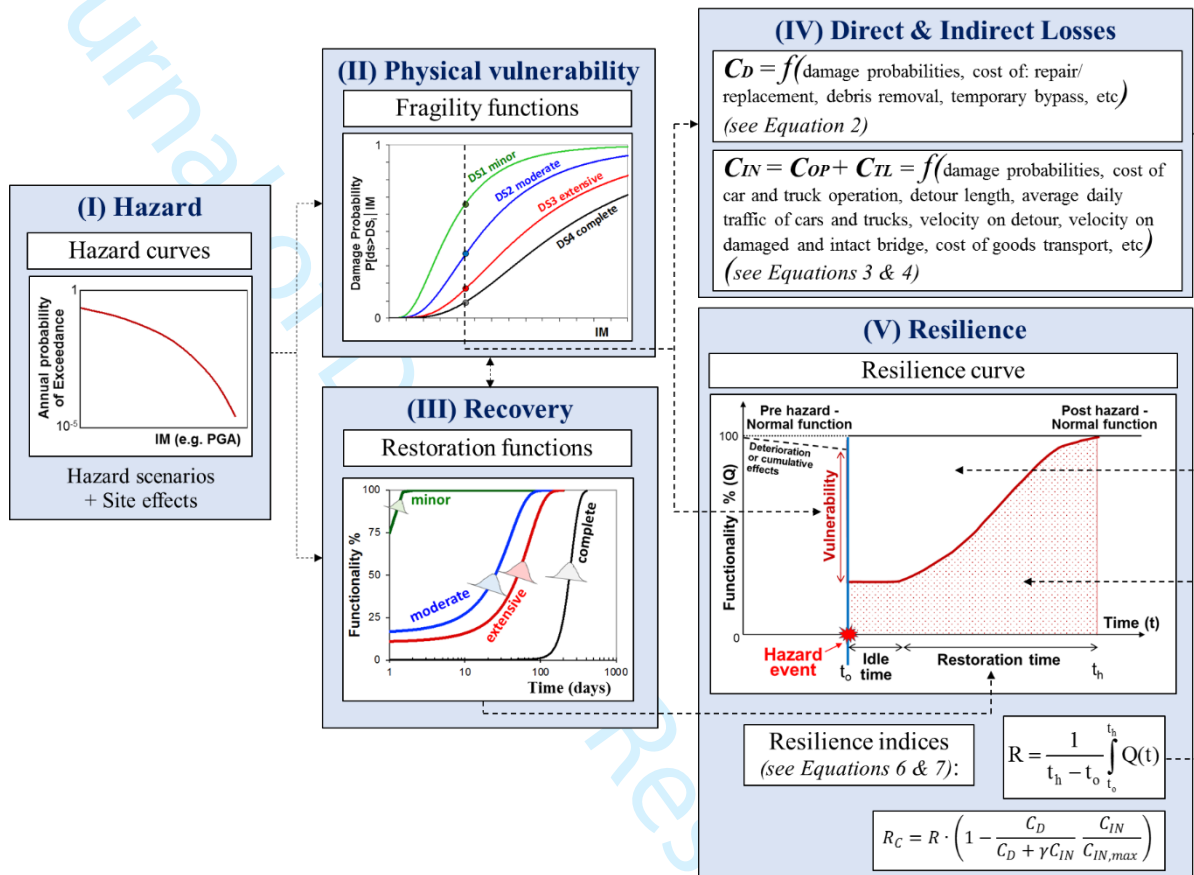 (I) Hazard
Hazard curves
1
Annual probability
of Exceedance
10-5
IM (e.g. PGA)
Hazard scenarios
+ Site effects
(II) Physical vulnerability
Fragility functions
1
Damage Probability
P[ds>DSi| IM
0
DS1 minor
DS2 moderate
DS3 extensive
DS4 complete
IM
(III) Recovery
Restoration functions
100
75
50
25
0
Functionality %
minor
moderate
extensive
complete
1
10
100
1000
Time (days)
(IV) Direct & Indirect Losses
CD = f(damage probabilities, cost of: repair/
replacement, debris removal, temporary bypass, etc)
(see Equation 2)
CIN = COP + CTL = f(damage probabilities, cost of
car and truck operation, detour length, average daily
traffic of cars and trucks, velocity on detour, velocity on
damaged and intact bridge, cost of goods transport, etc)
(see Equations 3 & 4)
(V) Resilience
Resilience curve
Pre hazard -
Normal function
Post hazard -
Normal function
100
Deterioration
or cumulative
effects
Functionality % (Q)
Vulnerability
0
Time (t)
Hazard
event
to
Idle
time
Restoration time
th
Resilience indices
(see Equations 6 & 7):
R = 1/(th − to) ∫to th Q(t)
RC = R · (1 − CD/(CD + γCIN) CIN/CIN,max)